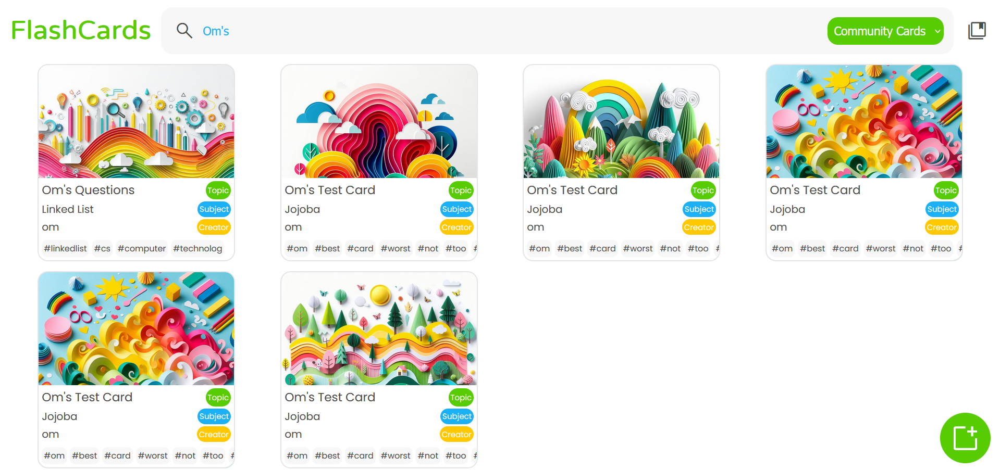 FlashCards
Om's
Community Cards
Om's Questions Topic
Linked List Subject
om Creator
#linkedlist #cs #computer #technolog
Om's Test Card Topic
Jojoba Subject
om Creator
#om #best #card #worst #not #too #
Om's Test Card Topic
Jojoba Subject
om Creator
#om #best #card #worst #not #too #
Om's Test Card Topic
Jojoba Subject
om Creator
#om #best #card #worst #not #too #
Om's Test Card Topic
Jojoba Subject
om Creator
#om #best #card #worst #not #too #
Om's Test Card Topic
Jojoba Subject
om Creator
#om #best #card #worst #not #too #